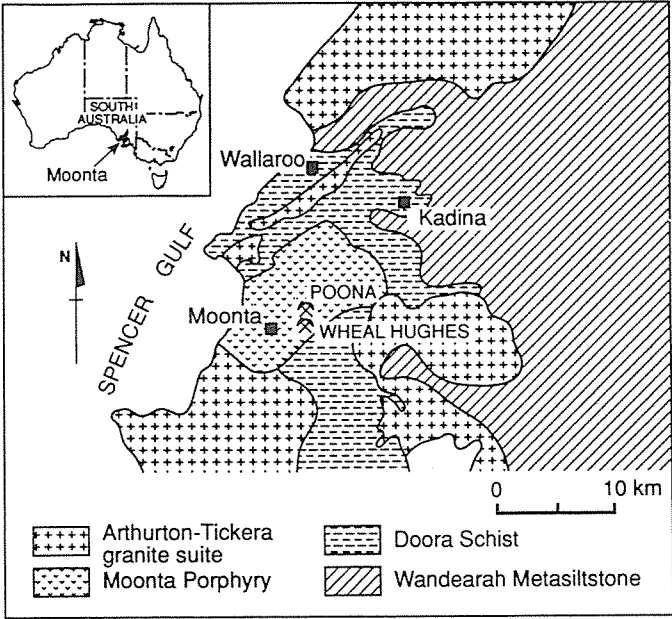 SOUTH
AUSTRALIA
Moonta
Wallaroo
Kadina
N
SPENCER GULF
POONA
Moonta
WHEAL HUGHES
0 10 km
Arthurton-Tickera
granite suite
Doora Schist
Moonta Porphyry
Wandearah Metasiltstone